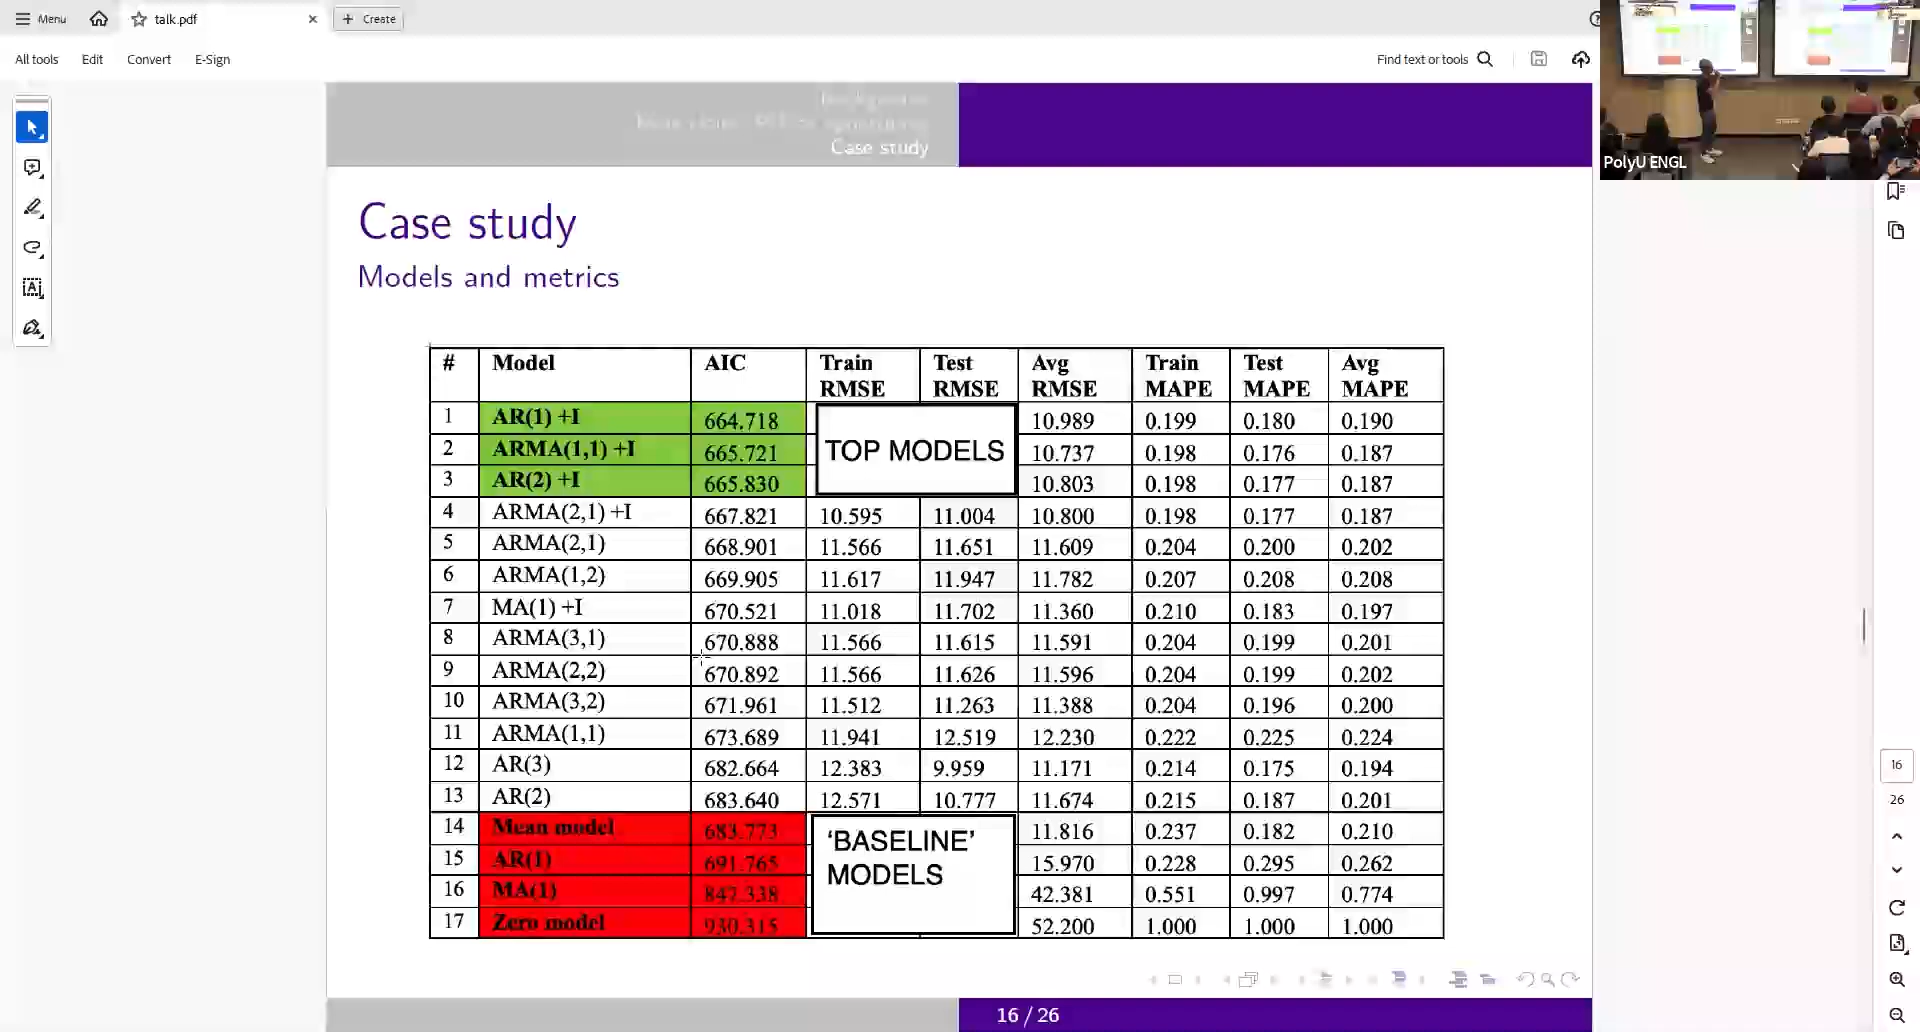 Menu
talk.pdf
Create
All tools
Edit
Convert
E-Sign
Find text or tools
PolyU ENGL
Case study
Case study
Models and metrics
# Model AIC Train RMSE Test RMSE Avg RMSE Train MAPE Test MAPE Avg MAPE
1 AR(1) +I 664.718 10.989 0.199 0.180 0.190
2 ARMA(1,1) +I 665.721 10.737 0.198 0.176 0.187
3 AR(2) +I 665.830 10.803 0.198 0.177 0.187
TOP MODELS
4 ARMA(2,1) +I 667.821 10.595 11.004 10.800 0.198 0.177 0.187
5 ARMA(2,1) 668.901 11.566 11.651 11.609 0.204 0.200 0.202
6 ARMA(1,2) 669.905 11.617 11.947 11.782 0.207 0.208 0.208
7 MA(1) +I 670.521 11.018 11.702 11.360 0.210 0.183 0.197
8 ARMA(3,1) 670.888 11.566 11.615 11.591 0.204 0.199 0.201
9 ARMA(2,2) 670.892 11.566 11.626 11.596 0.204 0.199 0.202
10 ARMA(3,2) 671.961 11.512 11.263 11.388 0.204 0.196 0.200
11 ARMA(1,1) 673.689 11.941 12.519 12.230 0.222 0.225 0.224
12 AR(3) 682.664 12.383 9.959 11.171 0.214 0.175 0.194
13 AR(2) 683.640 12.571 10.777 11.674 0.215 0.187 0.201
14 Mean model 683.773 11.816 0.237 0.182 0.210
15 AR(1) 691.765 15.970 0.228 0.295 0.262
16 MA(1) 847.338 42.381 0.551 0.997 0.774
17 Zero model 930.315 52.200 1.000 1.000 1.000
‘BASELINE’
MODELS
16 / 26
16
26